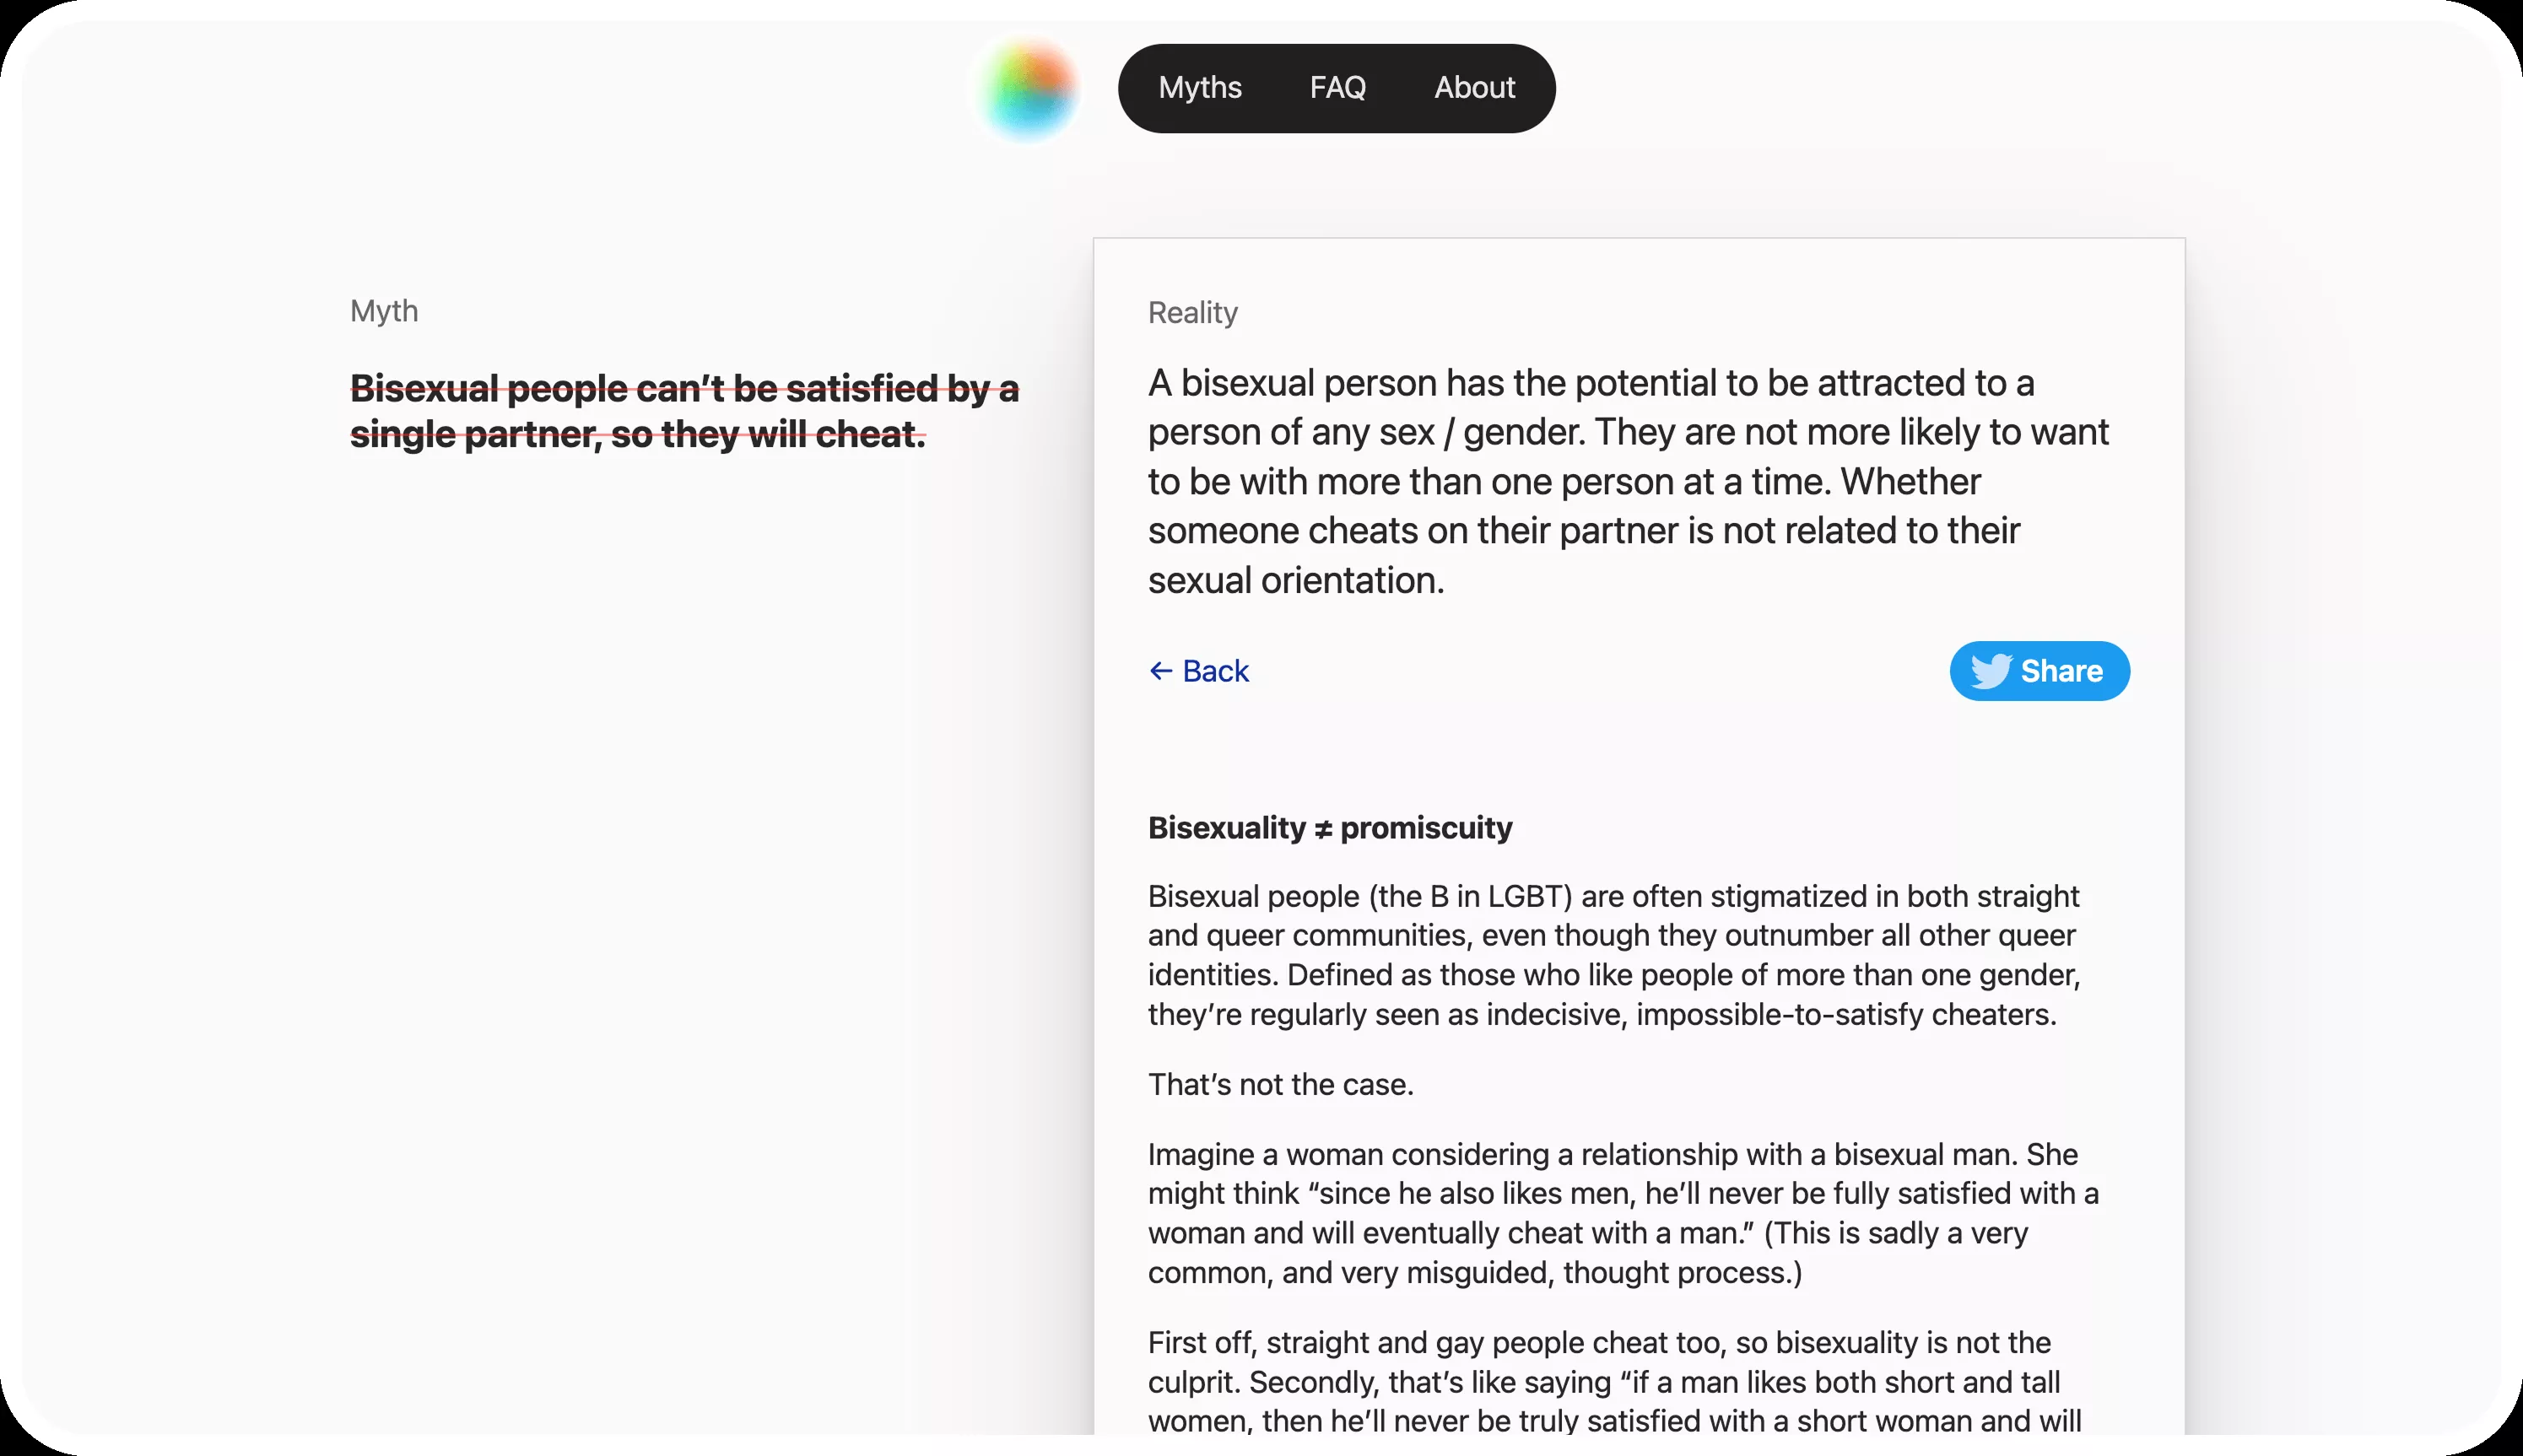 Myths FAQ About
Myth
Bisexual people can’t be satisfied by a
single partner, so they will cheat.
Reality
A bisexual person has the potential to be attracted to a
person of any sex / gender. They are not more likely to want
to be with more than one person at a time. Whether
someone cheats on their partner is not related to their
sexual orientation.
← Back
Share
Bisexuality ≠ promiscuity
Bisexual people (the B in LGBT) are often stigmatized in both straight
and queer communities, even though they outnumber all other queer
identities. Defined as those who like people of more than one gender,
they’re regularly seen as indecisive, impossible-to-satisfy cheaters.
That’s not the case.
Imagine a woman considering a relationship with a bisexual man. She
might think “since he also likes men, he’ll never be fully satisfied with a
woman and will eventually cheat with a man.” (This is sadly a very
common, and very misguided, thought process.)
First off, straight and gay people cheat too, so bisexuality is not the
culprit. Secondly, that’s like saying “if a man likes both short and tall
women, then he’ll never be truly satisfied with a short woman and will